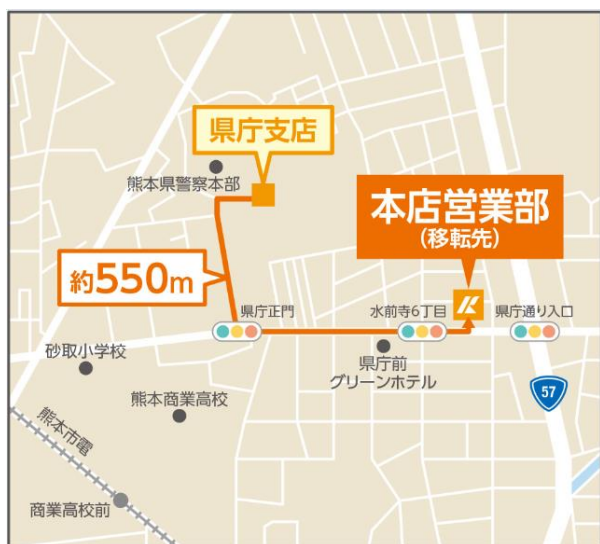 県庁支店
熊本県警察本部
本店営業部
(移転先)
約550m
県庁正門
水前寺6丁目
県庁通り入口
砂取小学校
県庁前
グリーンホテル
57
熊本商業高校
熊本市電
商業高校前